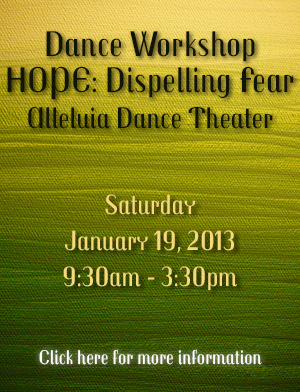 Dance Workshop
HOPE: Dispelling Fear
Alleluia Dance Theater
Saturday
January 19, 2013
9:30am - 3:30pm
Click here for more information